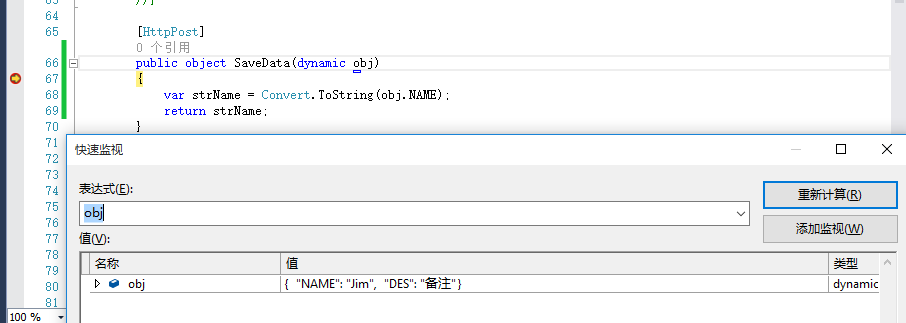 63 //]
64
65 [HttpPost]
0 个引用
66 public object SaveData(dynamic obj)
67 {
68 var strName = Convert.ToString(obj.NAME);
69 return strName;
70 }
71
72
73
74
75
76
77
78
79
80
81
100 %
快速监视
表达式(E):
重新计算(R)
obj
添加监视(W)
值(V):
名称 值 类型
obj { "NAME": "Jim", "DES": "备注"} dynamic